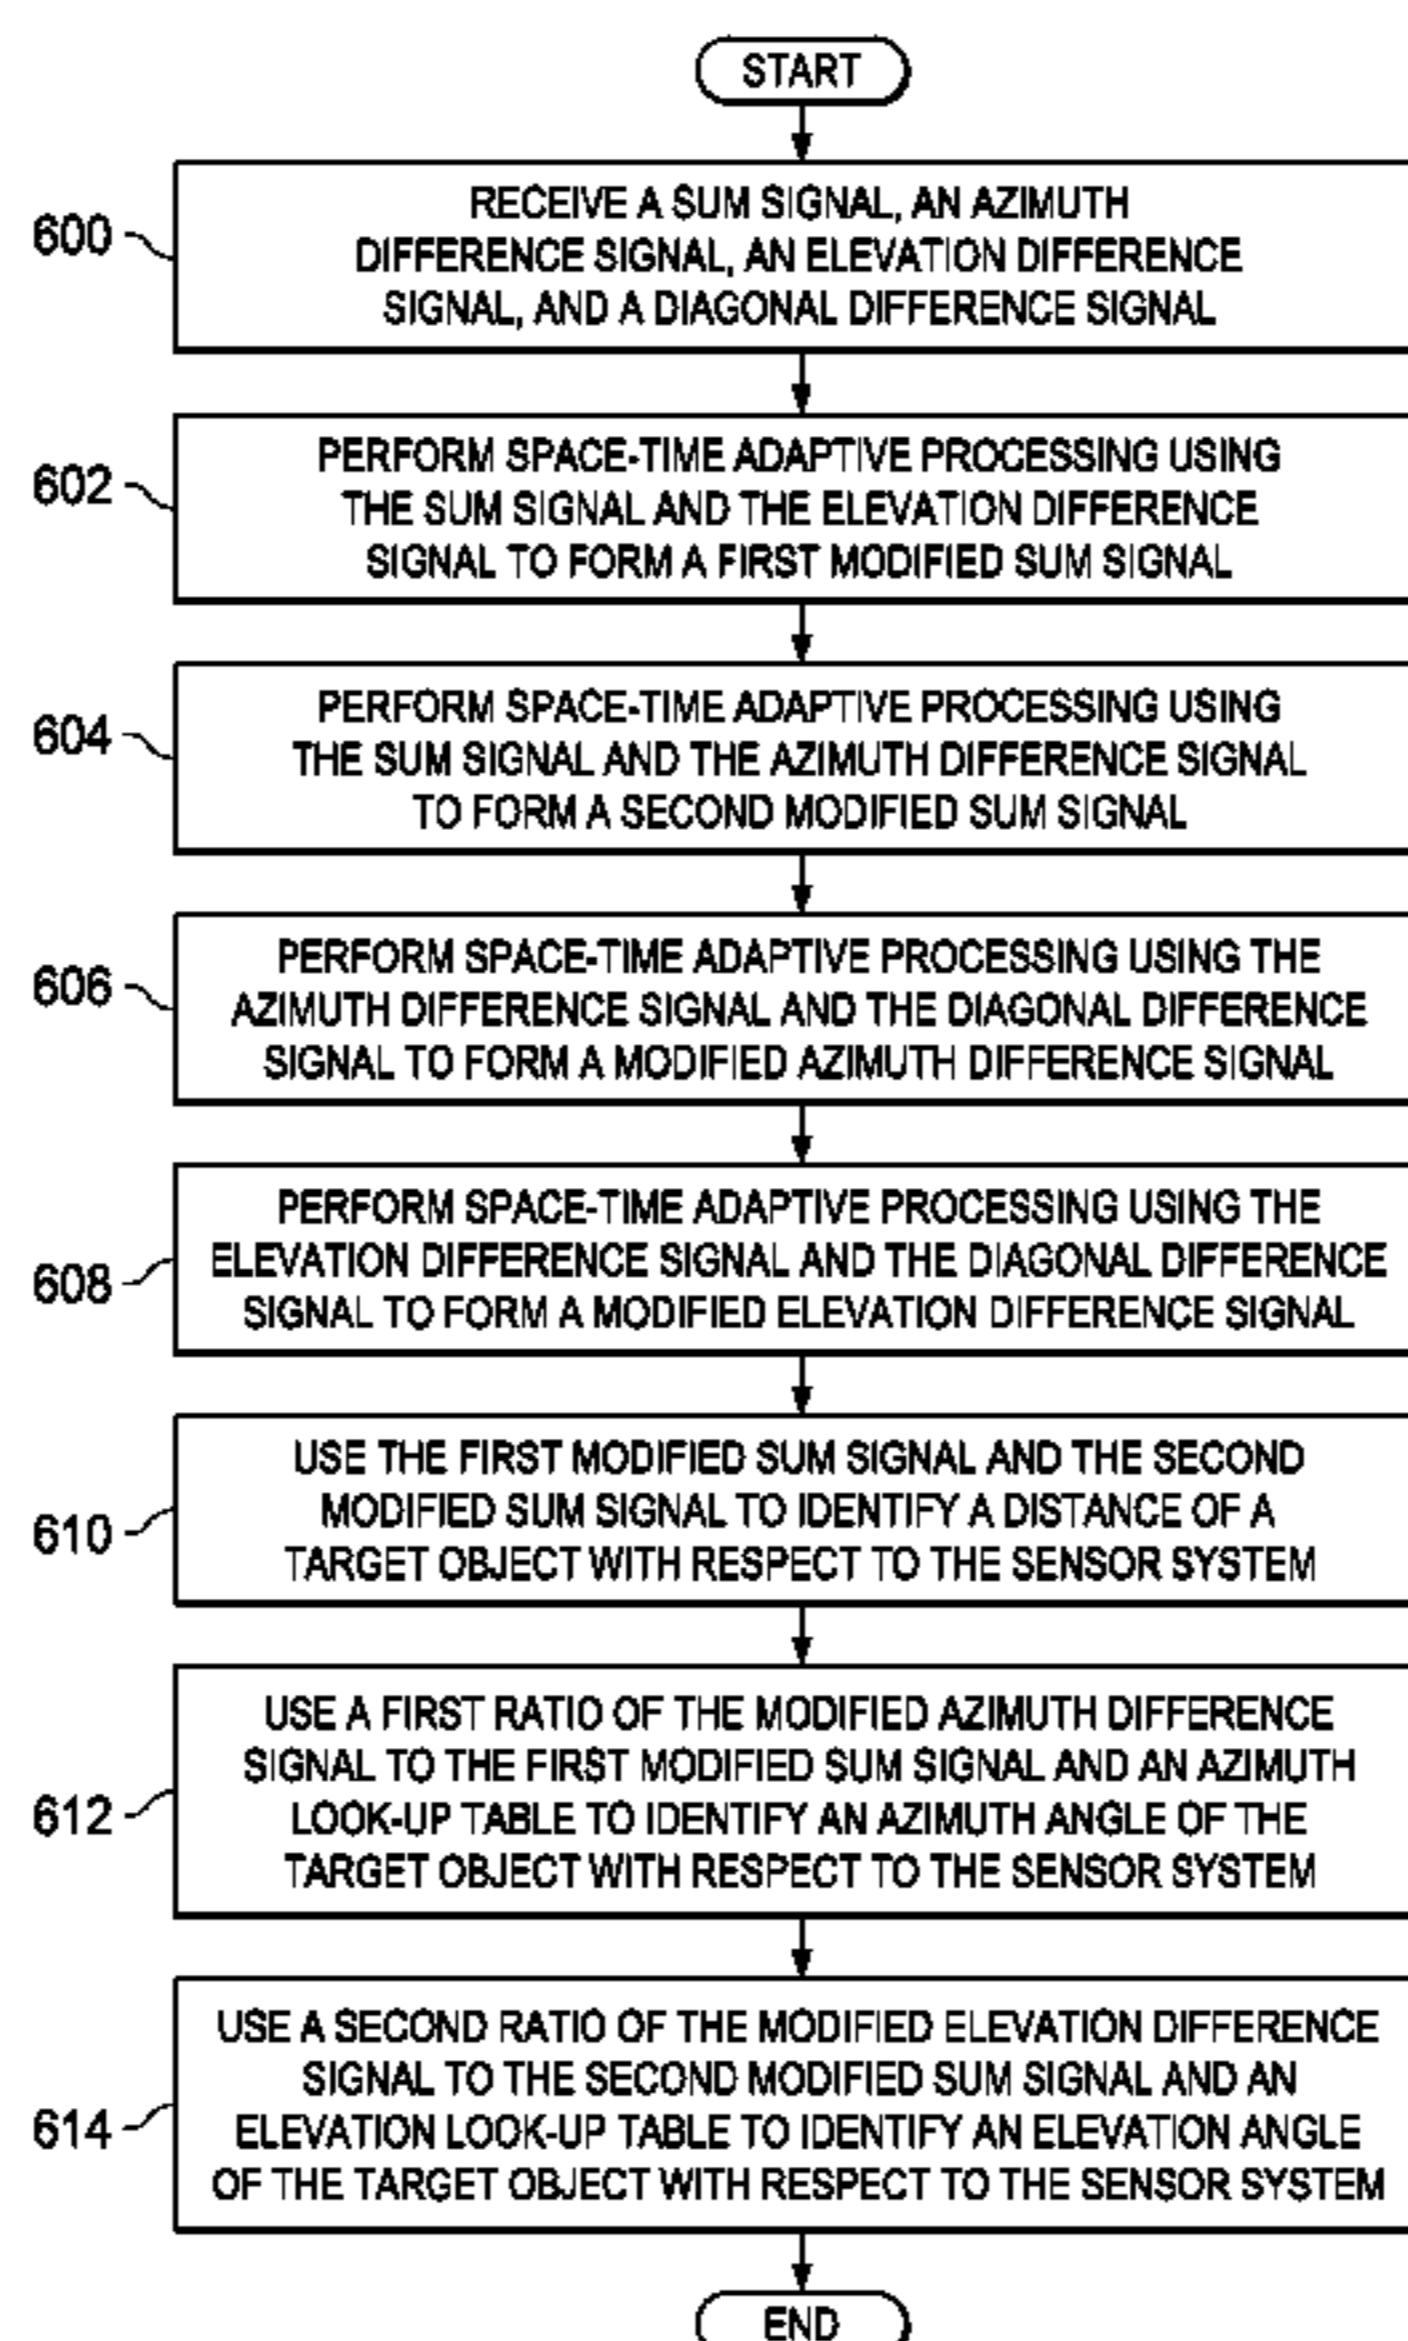 START
600
RECEIVE A SUM SIGNAL, AN AZIMUTH
DIFFERENCE SIGNAL, AN ELEVATION DIFFERENCE
SIGNAL, AND A DIAGONAL DIFFERENCE SIGNAL
602
PERFORM SPACE-TIME ADAPTIVE PROCESSING USING
THE SUM SIGNAL AND THE ELEVATION DIFFERENCE
SIGNAL TO FORM A FIRST MODIFIED SUM SIGNAL
604
PERFORM SPACE-TIME ADAPTIVE PROCESSING USING
THE SUM SIGNAL AND THE AZIMUTH DIFFERENCE SIGNAL
TO FORM A SECOND MODIFIED SUM SIGNAL
606
PERFORM SPACE-TIME ADAPTIVE PROCESSING USING THE
AZIMUTH DIFFERENCE SIGNAL AND THE DIAGONAL DIFFERENCE
SIGNAL TO FORM A MODIFIED AZIMUTH DIFFERENCE SIGNAL
608
PERFORM SPACE-TIME ADAPTIVE PROCESSING USING THE
ELEVATION DIFFERENCE SIGNAL AND THE DIAGONAL DIFFERENCE
SIGNAL TO FORM A MODIFIED ELEVATION DIFFERENCE SIGNAL
610
USE THE FIRST MODIFIED SUM SIGNAL AND THE SECOND
MODIFIED SUM SIGNAL TO IDENTIFY A DISTANCE OF A
TARGET OBJECT WITH RESPECT TO THE SENSOR SYSTEM
612
USE A FIRST RATIO OF THE MODIFIED AZIMUTH DIFFERENCE
SIGNAL TO THE FIRST MODIFIED SUM SIGNAL AND AN AZIMUTH
LOOK-UP TABLE TO IDENTIFY AN AZIMUTH ANGLE OF THE
TARGET OBJECT WITH RESPECT TO THE SENSOR SYSTEM
614
USE A SECOND RATIO OF THE MODIFIED ELEVATION DIFFERENCE
SIGNAL TO THE SECOND MODIFIED SUM SIGNAL AND AN
ELEVATION LOOK-UP TABLE TO IDENTIFY AN ELEVATION ANGLE
OF THE TARGET OBJECT WITH RESPECT TO THE SENSOR SYSTEM
END